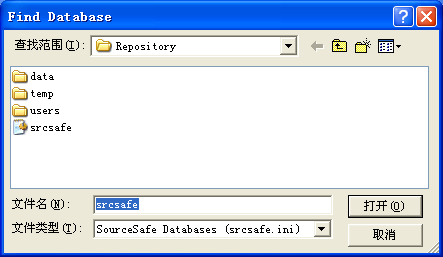 Find Database
查找范围(I): Repository
data
temp
users
srcsafe
文件名(N): srcsafe
打开(O)
文件类型(T): SourceSafe Databases (srcsafe.ini)
取消